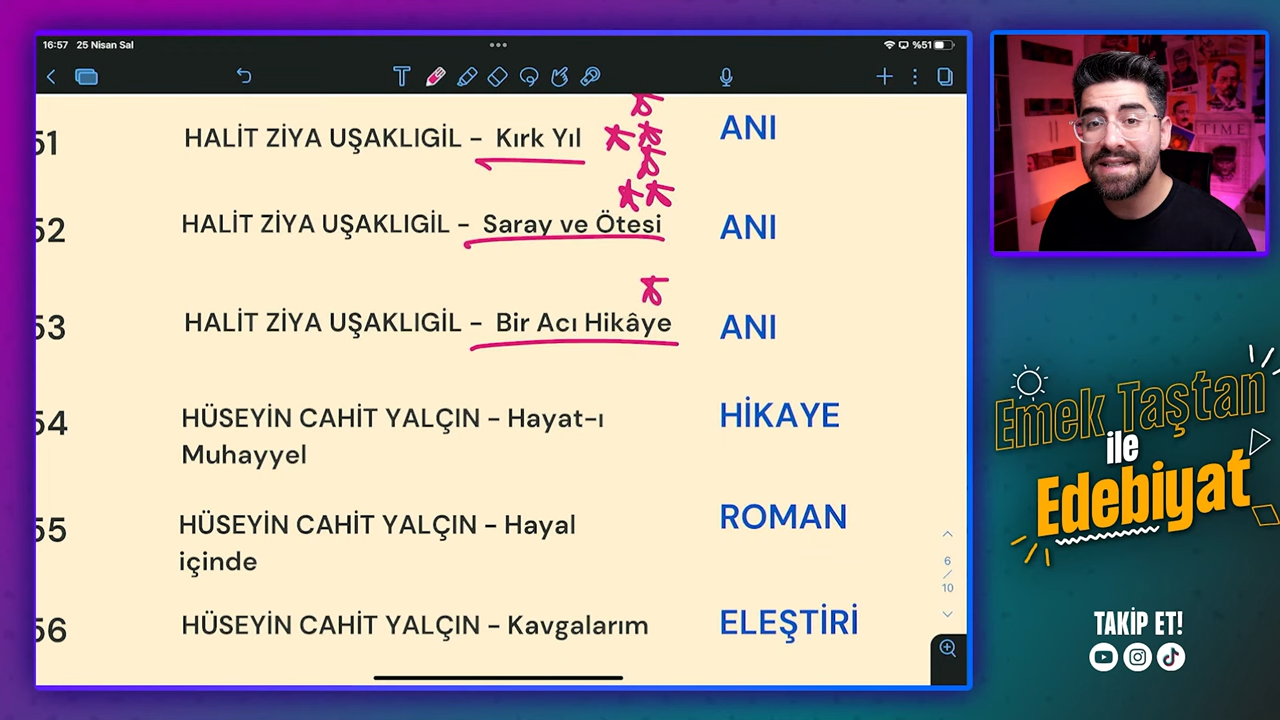 16:57 25 Nisan Sal
%51
51 HALİT ZİYA UŞAKLIGİL – Kırk Yıl ANI
52 HALİT ZİYA UŞAKLIGİL – Saray ve Ötesi ANI
53 HALİT ZİYA UŞAKLIGİL – Bir Acı Hikâye ANI
54 HÜSEYİN CAHİT YALÇIN – Hayat-ı HİKAYE
Muhayyel
55 HÜSEYİN CAHİT YALÇIN – Hayal ROMAN
içinde
56 HÜSEYİN CAHİT YALÇIN – Kavgalarım ELEŞTİRİ
6
/
10
TIME
Emek Taştan
ile
Edebiyat
TAKİP ET!